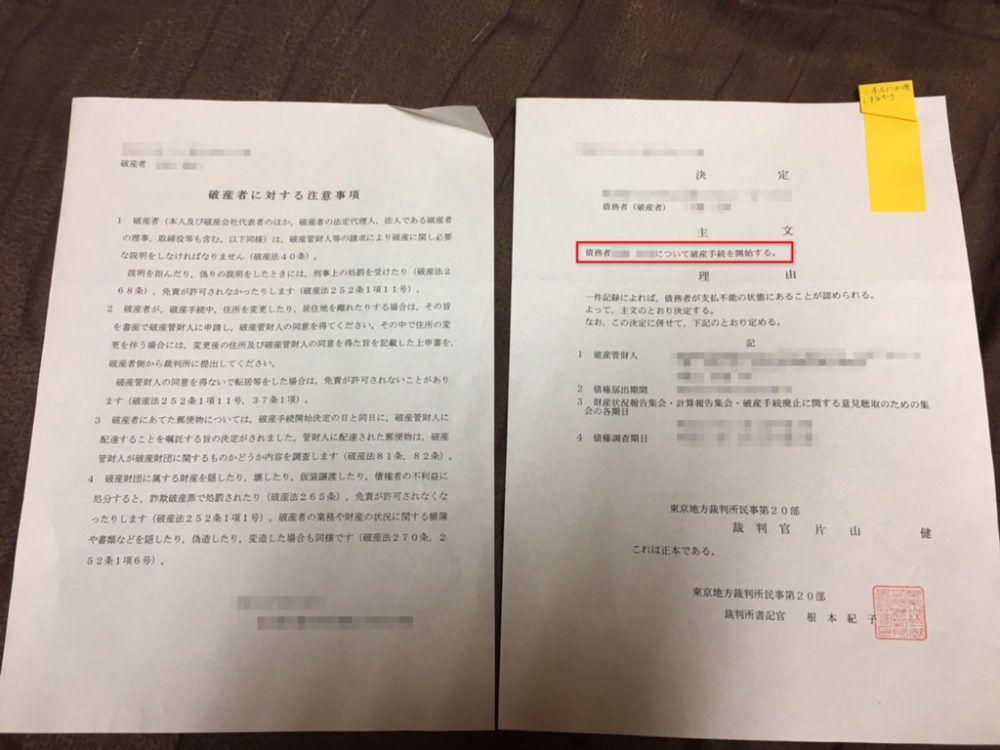 破産者
破産者に対する注意事項
1 破産者（本人及び破産会社代表者のほか，破産者の法定代理人，法人である破産者
の理事，取締役等も含む。以下同様）は，破産管財人等の請求により破産に関し必要
な説明をしなければなりません（破産法40条）。
説明を拒んだり，偽りの説明をしたときには，刑事上の処罰を受けたり（破産法2
68条），免責が許可されなかったりします（破産法252条1項11号）。
2 破産者が，破産手続中，住所を変更したり，居住地を離れたりする場合は，その旨
を書面で破産管財人に申請し，破産管財人の同意を得てください。その中で住所の変
更を伴う場合には，変更後の住所及び破産管財人の同意を得た旨を記載した上申書を，
破産者側から裁判所に提出してください。
破産管財人の同意を得ないで転居等をした場合は，免責が許可されないことがあり
ます（破産法252条1項11号，37条1項）。
3 破産者にあてた郵便物については，破産手続開始決定の日と同日に，破産管財人に
配達することを嘱託する旨の決定がされました。管財人に配達された郵便物は，破産管
財人が破産財団に関するものかどうか内容を調査します（破産法81条，82条）。
4 破産財団に属する財産を隠したり，壊したり，仮装譲渡したり，債権者の不利益に
処分すると，詐欺破産罪で処罰されたり（破産法265条），免責が許可されなくな
ったりします（破産法252条1項1号）。破産者の業務や財産の状況に関する帳簿
や書類などを隠したり，偽造したり，変造した場合も同様です（破産法270条，2
52条1項6号）。
決定
債務者（破産者）
主文
債務者について破産手続を開始する。
理由
一件記録によれば，債務者が支払不能の状態にあることが認められる。
よって，主文のとおり決定する。
なお，この決定に併せて，下記のとおり定める。
記
1 破産管財人
2 債権届出期間
3 財産状況報告集会・計算報告集会・破産手続廃止に関する意見聴取のための集
会の各期日
4 債権調査期日
東京地方裁判所民事第20部
裁判官 片山 健
これは正本である。
東京地方裁判所民事第20部
裁判所書記官 根本紀子